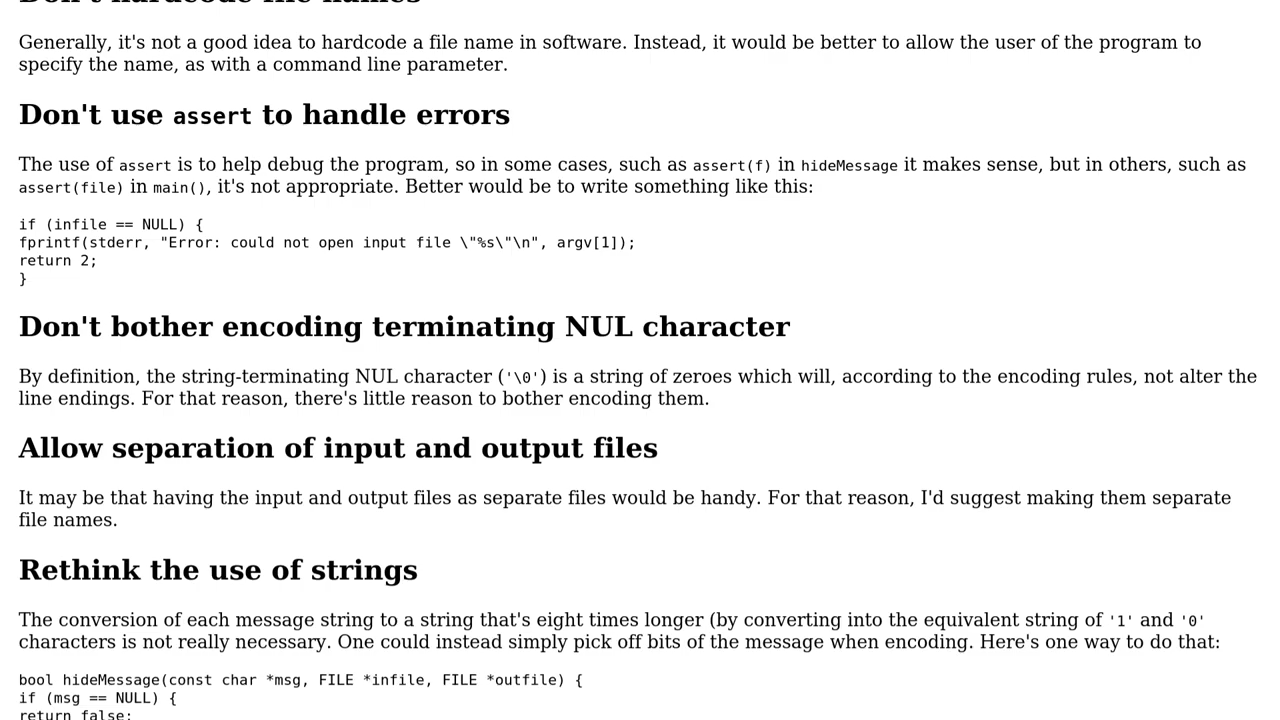 Don't hardcode file names
Generally, it's not a good idea to hardcode a file name in software. Instead, it would be better to allow the user of the program to
specify the name, as with a command line parameter.
Don't use assert to handle errors
The use of assert is to help debug the program, so in some cases, such as assert(f) in hideMessage it makes sense, but in others, such as
assert(file) in main(), it's not appropriate. Better would be to write something like this:
if (infile == NULL) {
fprintf(stderr, "Error: could not open input file \"%s\"\n", argv[1]);
return 2;
}
Don't bother encoding terminating NUL character
By definition, the string-terminating NUL character ('\0') is a string of zeroes which will, according to the encoding rules, not alter the
line endings. For that reason, there's little reason to bother encoding them.
Allow separation of input and output files
It may be that having the input and output files as separate files would be handy. For that reason, I'd suggest making them separate
file names.
Rethink the use of strings
The conversion of each message string to a string that's eight times longer (by converting into the equivalent string of '1' and '0'
characters is not really necessary. One could instead simply pick off bits of the message when encoding. Here's one way to do that:
bool hideMessage(const char *msg, FILE *infile, FILE *outfile) {
if (msg == NULL) {
return false;